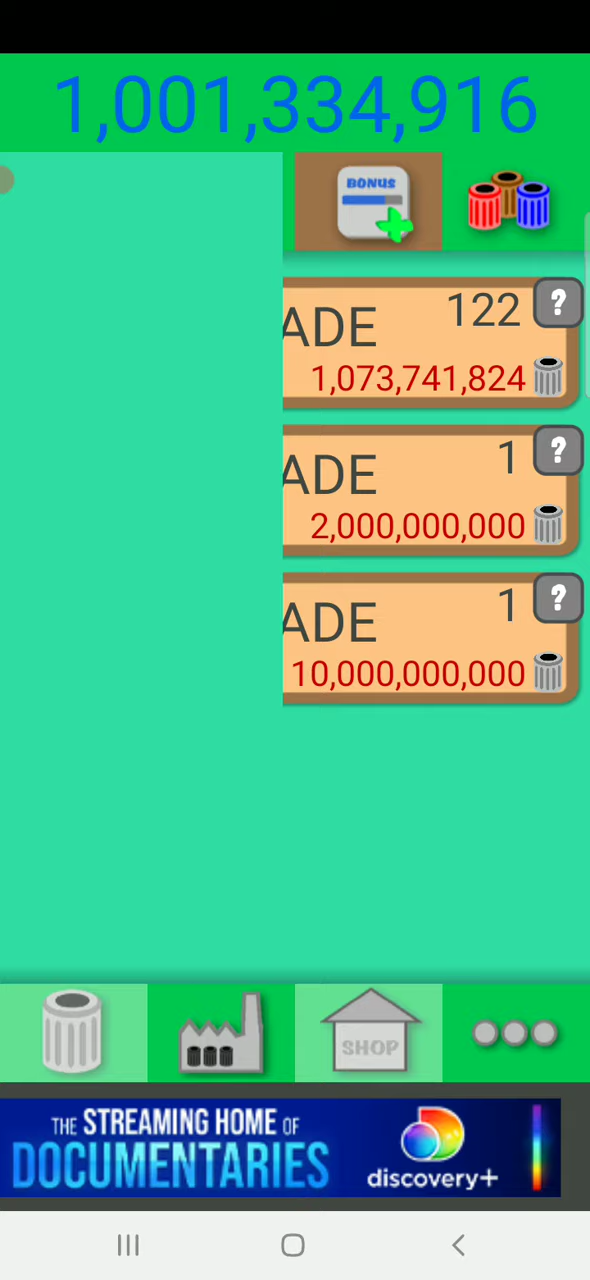 1,001,334,916
BONUS
ADE
122
?
1,073,741,824
ADE
1
?
2,000,000,000
ADE
1
?
10,000,000,000
SHOP
THE STREAMING HOME OF
DOCUMENTARIES
discovery+